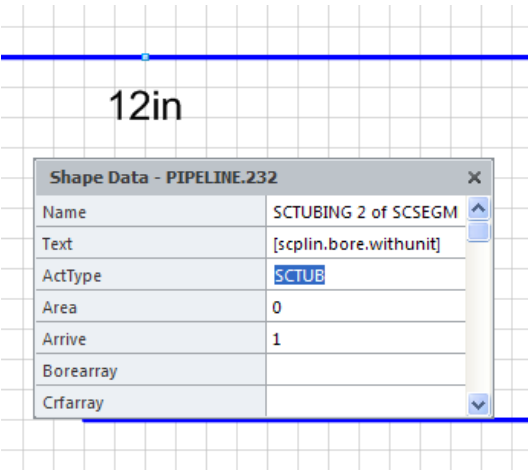 12in
Shape Data - PIPELINE.232
Name SCTUBING 2 of SCSEGM
Text [scplin.bore.withunit]
ActType SCTUB
Area 0
Arrive 1
Borearray
Crfarray